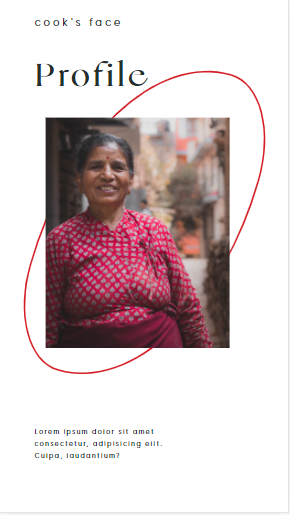 cook's face
Profile
Lorem ipsum dolor sit amet
consectetur, adipisicing elit.
Culpa, laudantium?